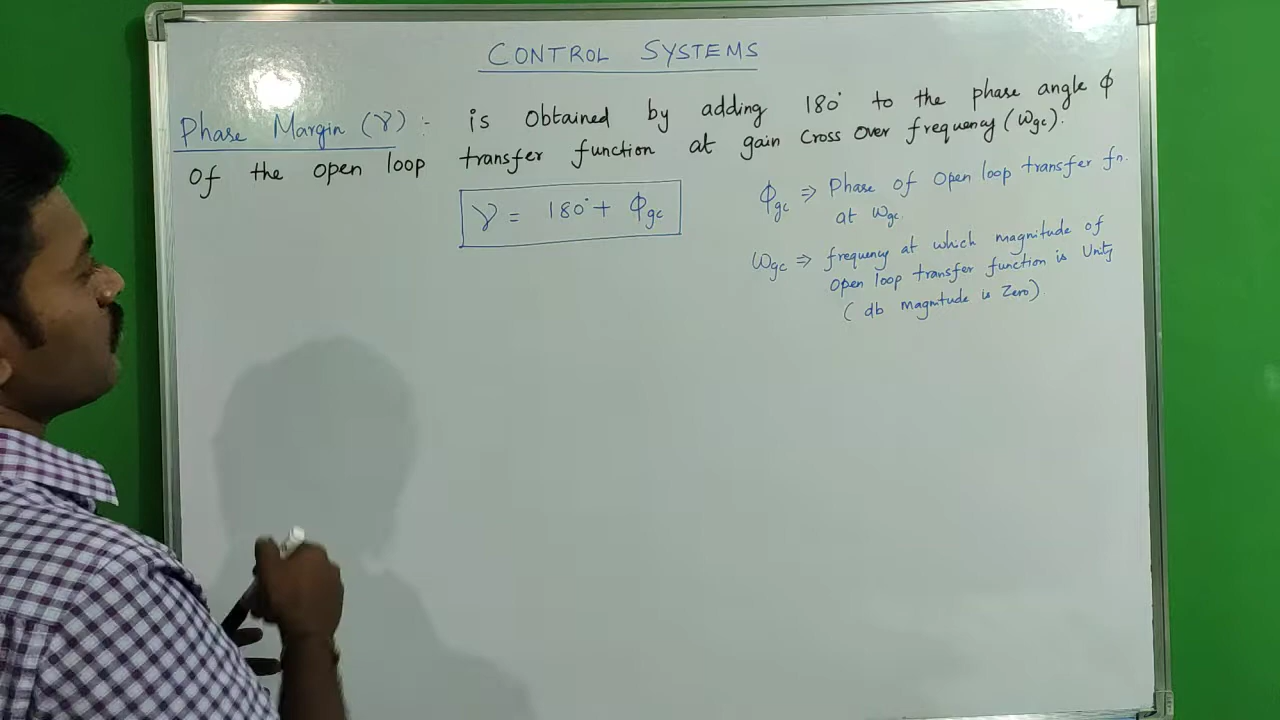 CONTROL SYSTEMS
Phase Margin (γ) :- is obtained by adding 180° to the phase angle ϕ
of the open loop transfer function at gain cross over frequency (ωgc).
γ = 180° + ϕgc
ϕgc ⇒ Phase of open loop transfer fn.
at ωgc.
ωgc ⇒ frequency at which magnitude of
open loop transfer function is Unity
( db magnitude is Zero)